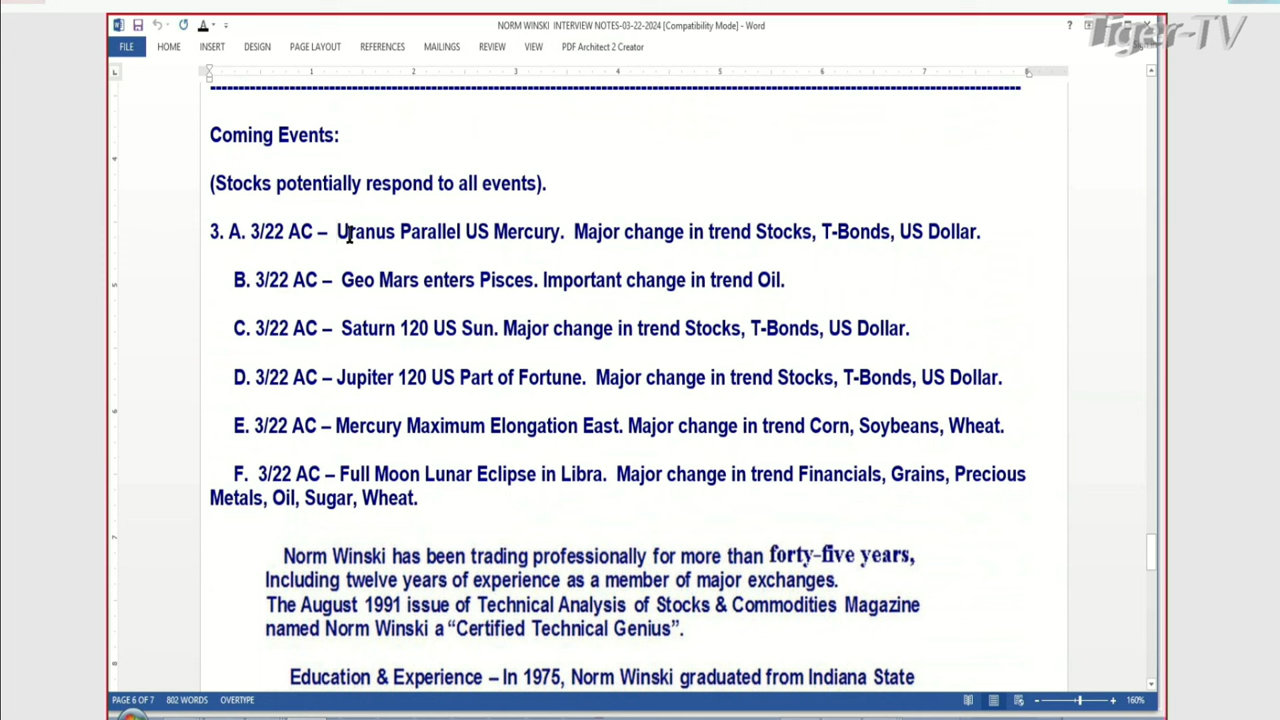 NORM WINSKI INTERVIEW NOTES-03-22-2024 [Compatibility Mode] - Word
Tiger-TV
FILE HOME INSERT DESIGN PAGE LAYOUT REFERENCES MAILINGS REVIEW VIEW PDF Architect 2 Creator
1 2 3 4 5 6 7 8
Coming Events:
(Stocks potentially respond to all events).
3. A. 3/22 AC – Uranus Parallel US Mercury. Major change in trend Stocks, T-Bonds, US Dollar.
B. 3/22 AC – Geo Mars enters Pisces. Important change in trend Oil.
C. 3/22 AC – Saturn 120 US Sun. Major change in trend Stocks, T-Bonds, US Dollar.
D. 3/22 AC – Jupiter 120 US Part of Fortune. Major change in trend Stocks, T-Bonds, US Dollar.
E. 3/22 AC – Mercury Maximum Elongation East. Major change in trend Corn, Soybeans, Wheat.
F. 3/22 AC – Full Moon Lunar Eclipse in Libra. Major change in trend Financials, Grains, Precious
Metals, Oil, Sugar, Wheat.
Norm Winski has been trading professionally for more than forty-five years,
Including twelve years of experience as a member of major exchanges.
The August 1991 issue of Technical Analysis of Stocks & Commodities Magazine
named Norm Winski a “Certified Technical Genius”.
Education & Experience – In 1975, Norm Winski graduated from Indiana State
PAGE 6 OF 7 802 WORDS OVERTYPE 160%